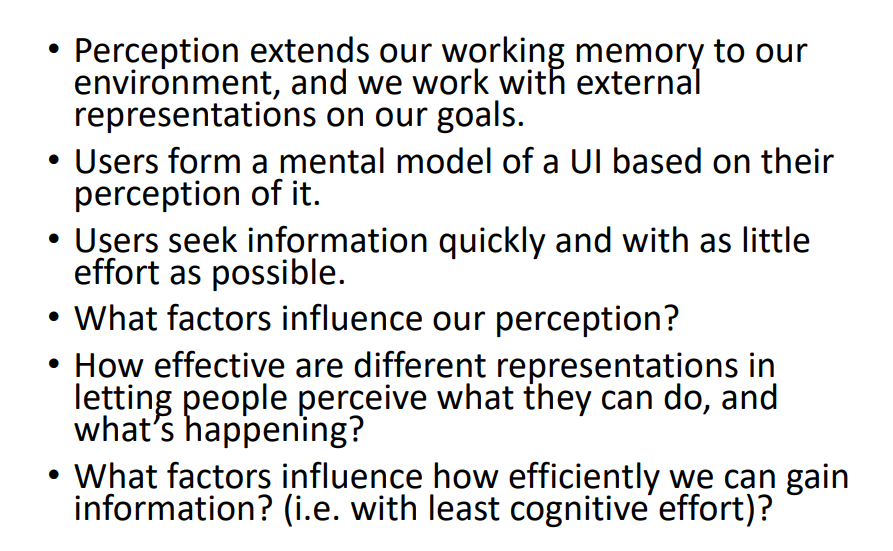 • Perception extends our working memory to our
environment, and we work with external
representations on our goals.
• Users form a mental model of a UI based on their
perception of it.
• Users seek information quickly and with as little
effort as possible.
• What factors influence our perception?
• How effective are different representations in
letting people perceive what they can do, and
what's happening?
• What factors influence how efficiently we can gain
information? (i.e. with least cognitive effort)?